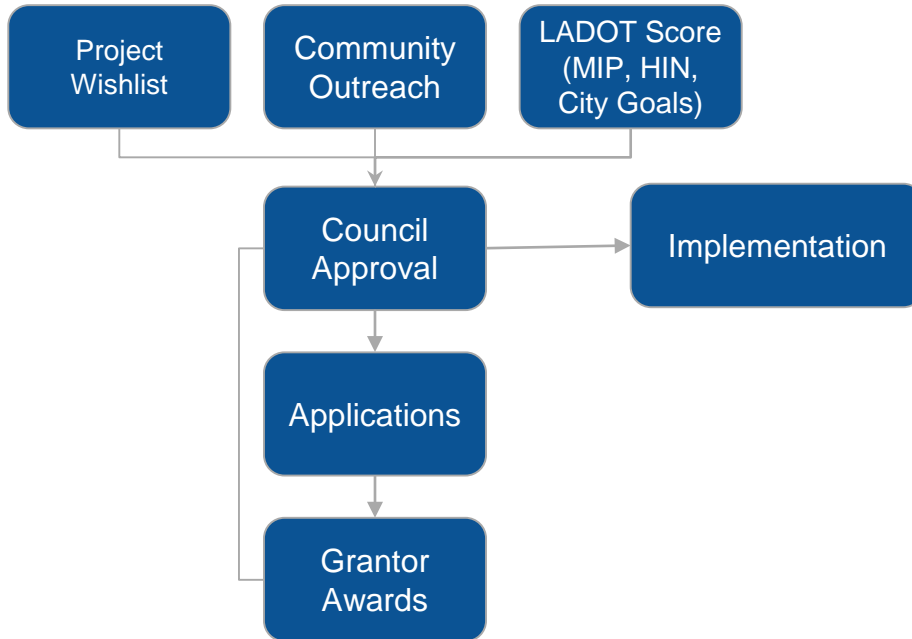 Project
Wishlist
Community
Outreach
LADOT Score
(MIP, HIN,
City Goals)
Council
Approval
Implementation
Applications
Grantor
Awards